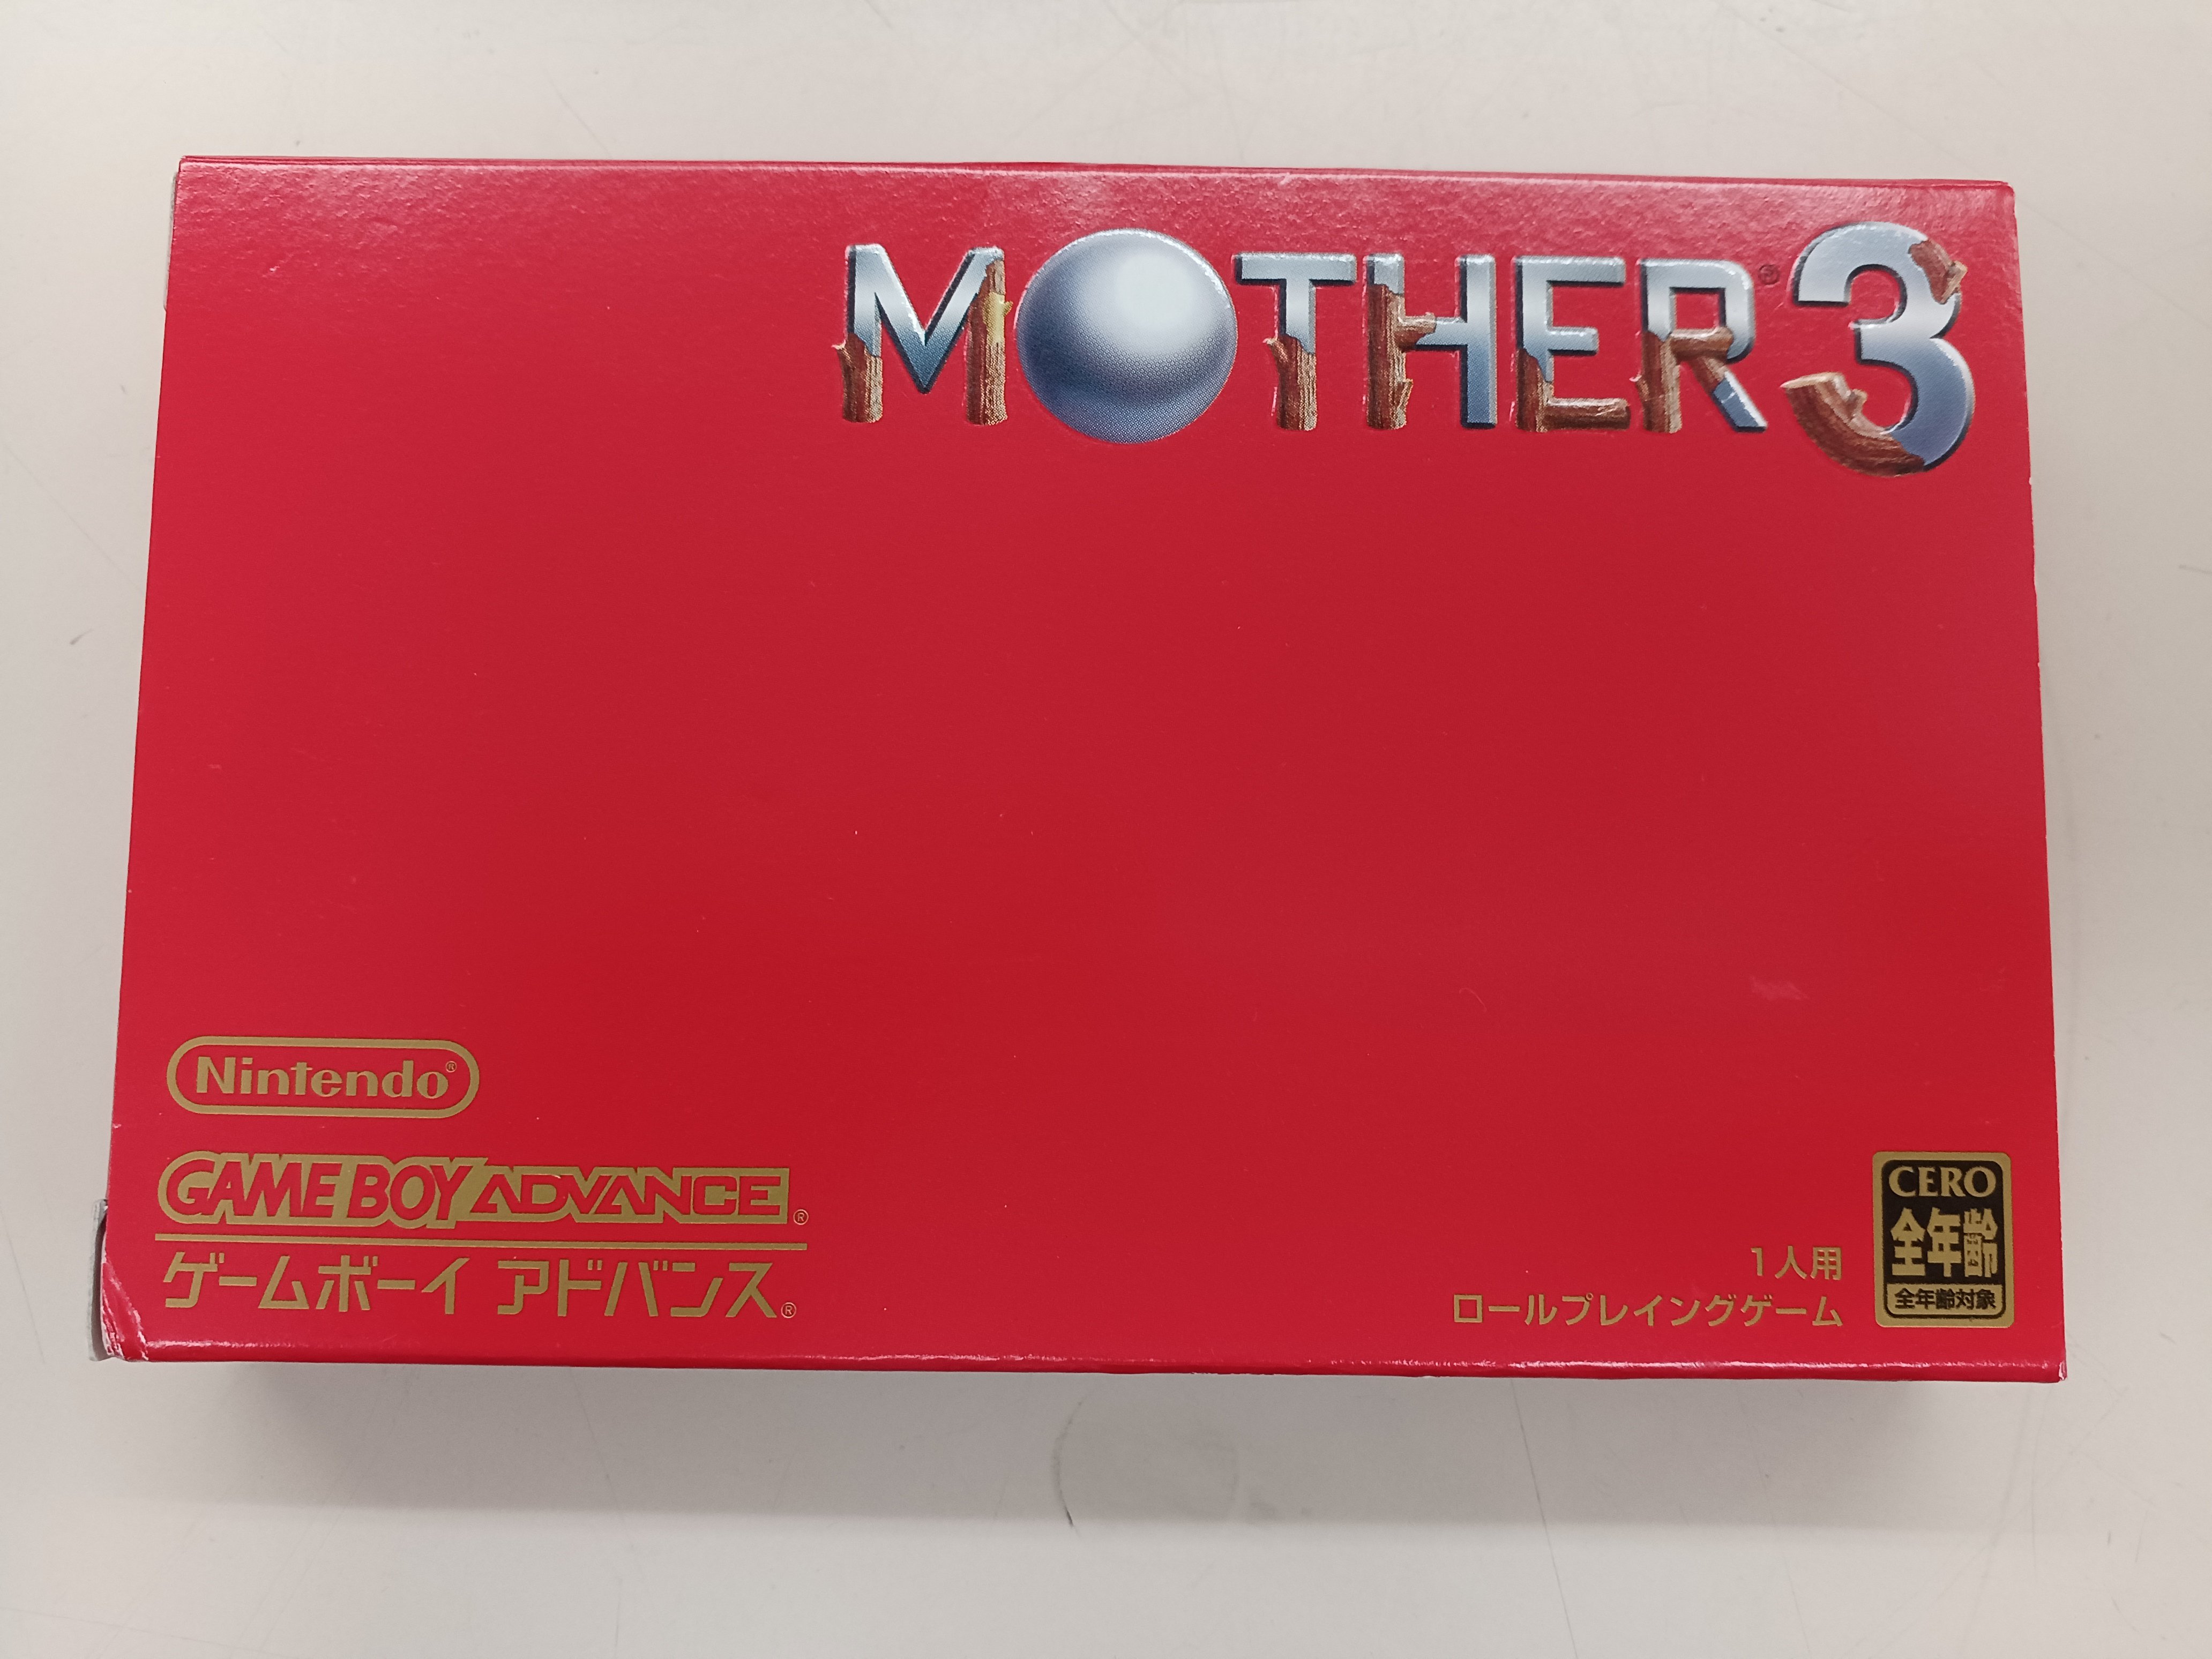 MOTHER® 3
Nintendo®
GAME BOY ADVANCE®
ゲームボーイ アドバンス®
1人用
ロールプレイングゲーム
CERO
全年齢
全年齢対象